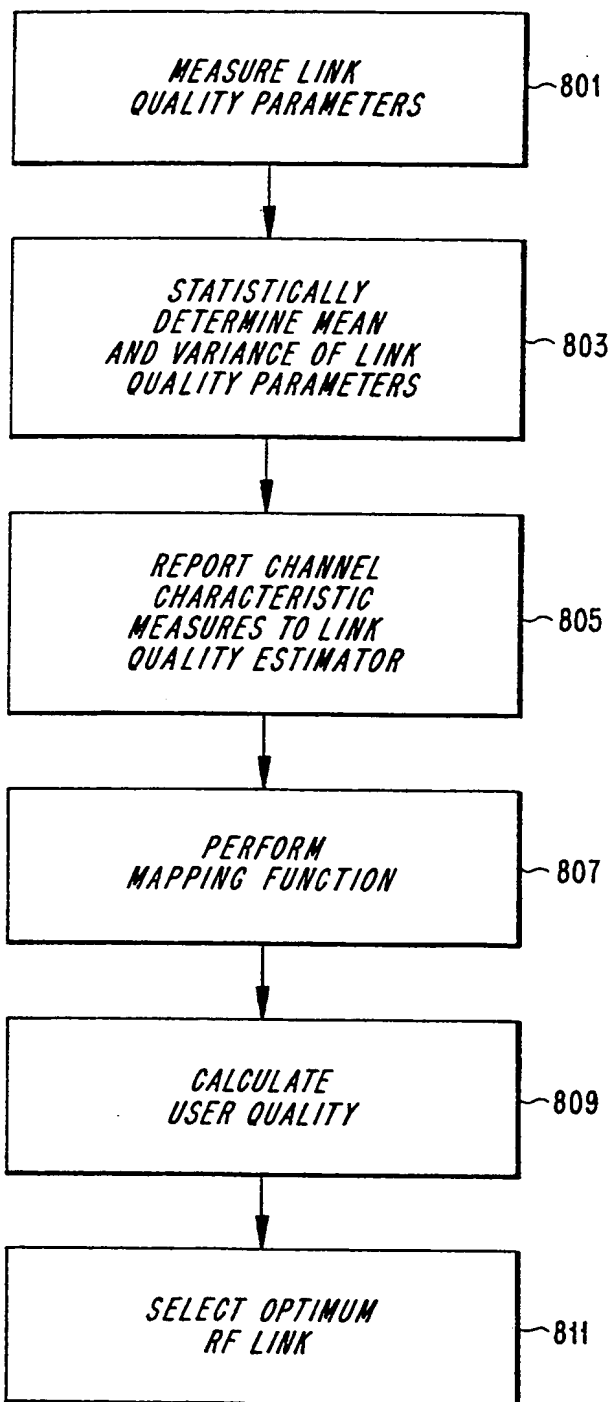 MEASURE LINK
QUALITY PARAMETERS
801
STATISTICALLY
DETERMINE MEAN
AND VARIANCE OF LINK
QUALITY PARAMETERS
803
REPORT CHANNEL
CHARACTERISTIC
MEASURES TO LINK
QUALITY ESTIMATOR
805
PERFORM
MAPPING FUNCTION
807
CALCULATE
USER QUALITY
809
SELECT OPTIMUM
RF LINK
811